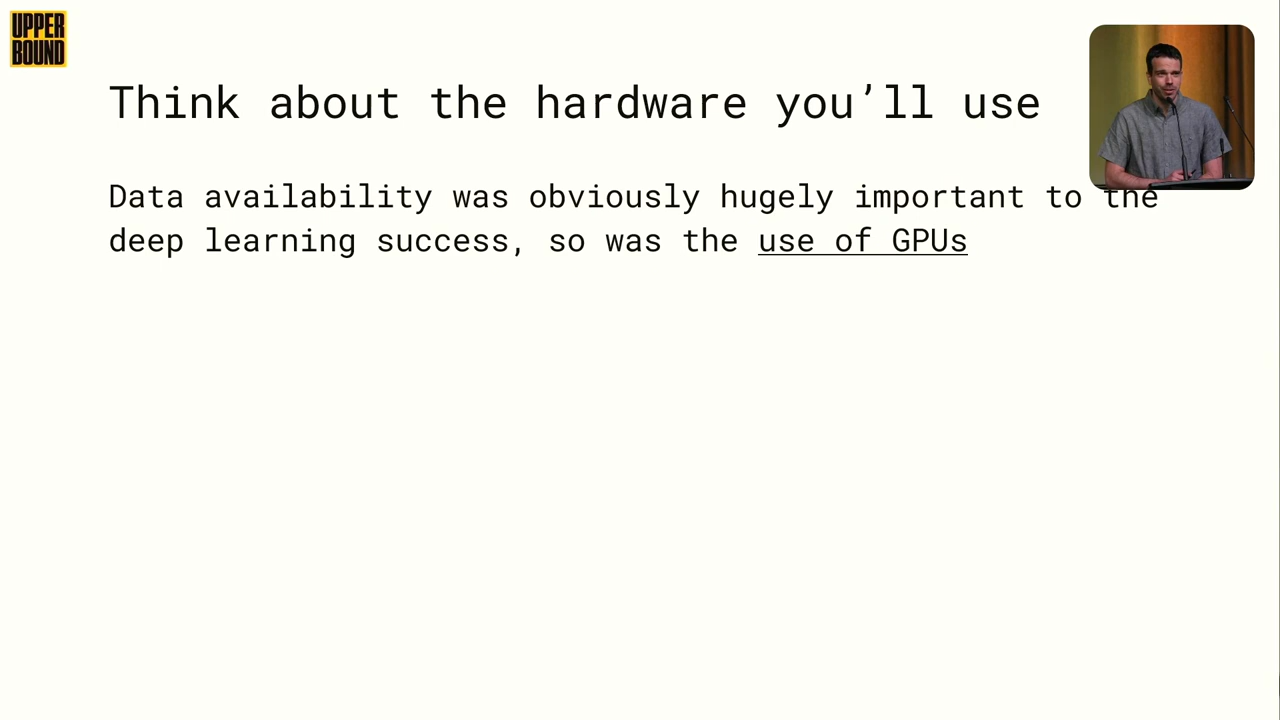 UPPER
BOUND
Think about the hardware you’ll use
Data availability was obviously hugely important to the
deep learning success, so was the use of GPUs